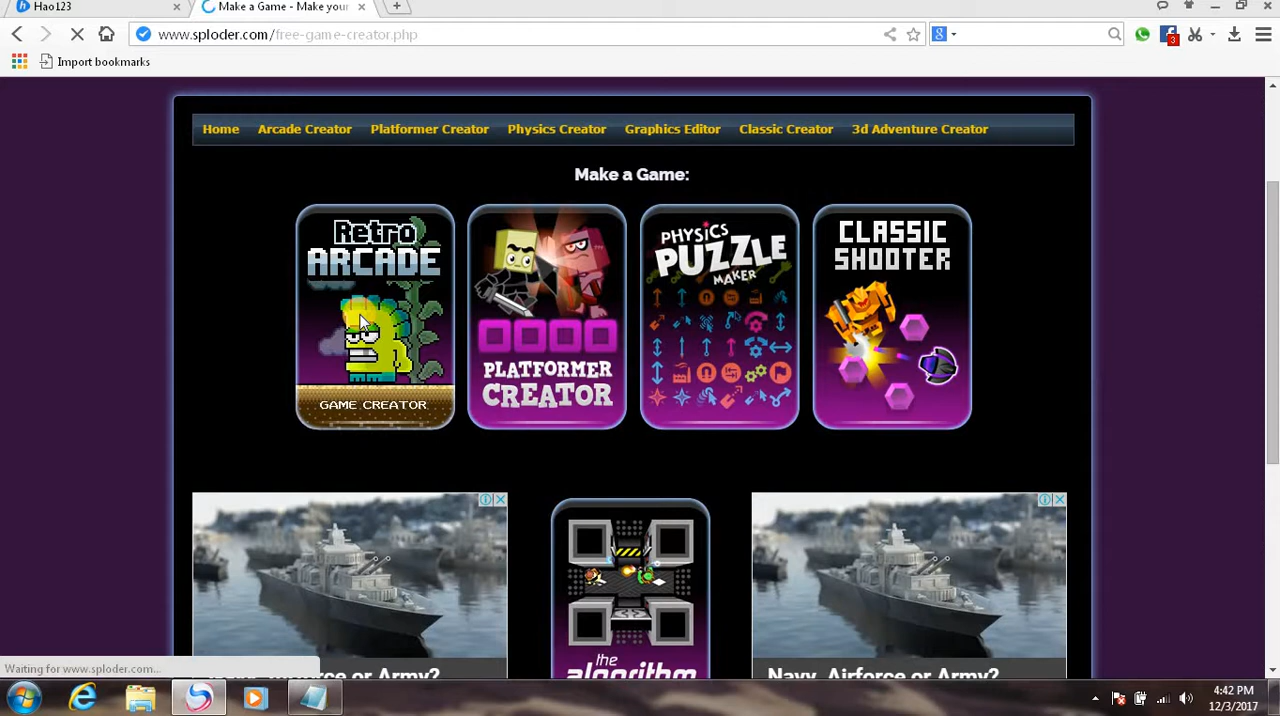 Hao123
Make a Game - Make your
www.sploder.com/free-game-creator.php
Import bookmarks
Home Arcade Creator Platformer Creator Physics Creator Graphics Editor Classic Creator 3d Adventure Creator
Make a Game:
Retro
ARCADE
GAME CREATOR
PLATFORMER
CREATOR
PHYSICS
PUZZLE
MAKER
CLASSIC
SHOOTER
the
algorithm
Navy, Airforce or Army?
Waiting for www.sploder.com...
4:42 PM
12/3/2017